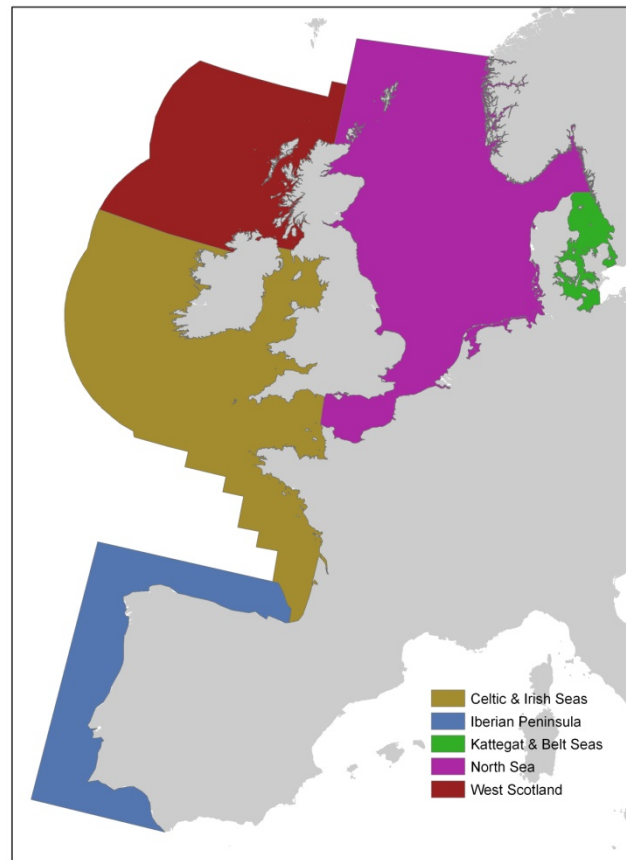 Celtic & Irish Seas
Iberian Peninsula
Kattegat & Belt Seas
North Sea
West Scotland